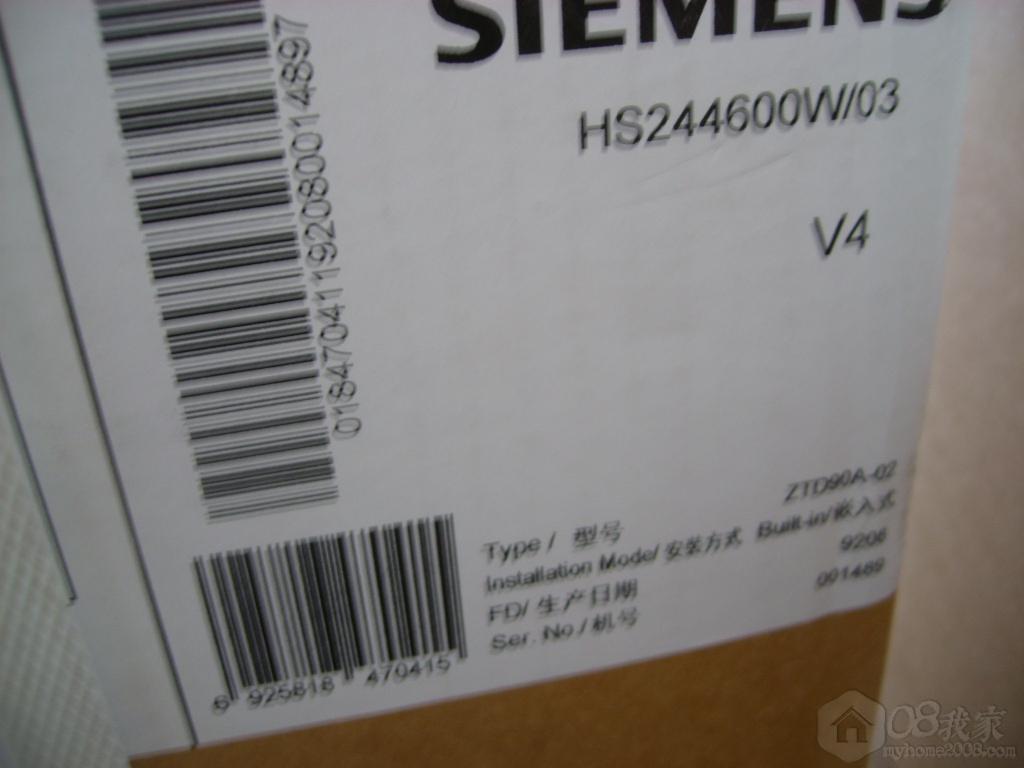 SIEMENS
HS244600W/03
V4
018470411920800014897
Type / 型号 ZTD90A-02
Installation Mode/ 安装方式 Built-in/嵌入式
FD/ 生产日期 9208
Ser. No / 机号 001489
6 925818 470415
08我家
myhome2008.com